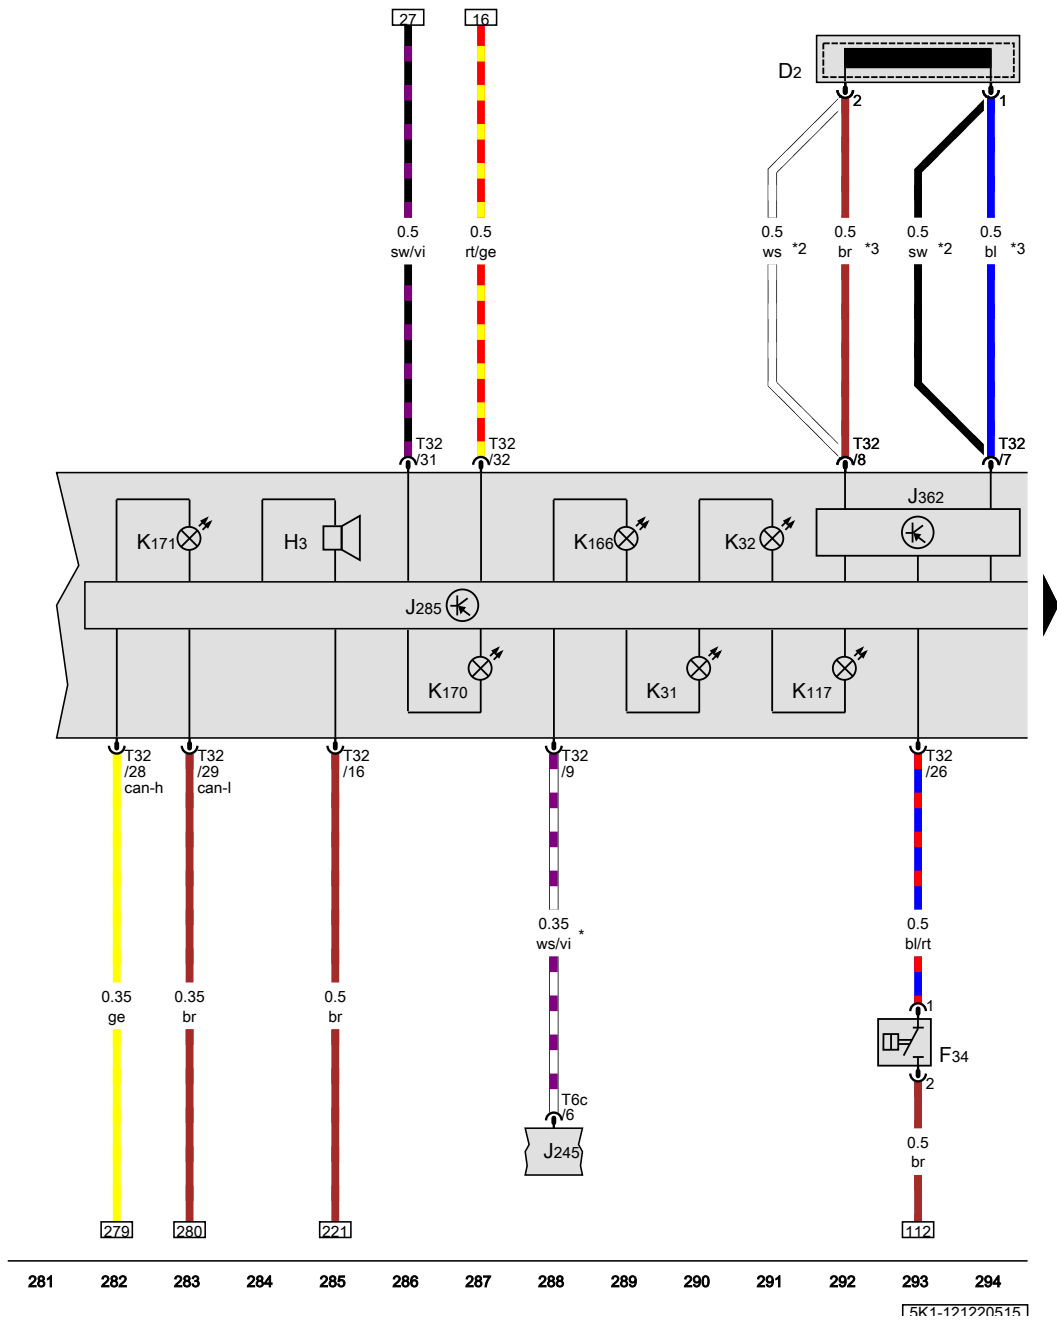 27
16
D2
2
1
0.5
sw/vi
0.5
rt/ge
0.5
ws *2
0.5
br *3
0.5
sw *2
0.5
bl *3
T32
/31
T32
/32
T32
/8
T32
/7
J362
K171
H3
K166
K32
J285
K170
K31
K117
T32
/28
can-h
T32
/29
can-l
T32
/16
T32
/9
T32
/26
0.35
ws/vi *
0.5
bl/rt
0.35
ge
0.35
br
0.5
br
1
F34
2
T6c
/6
J245
0.5
br
279
280
221
112
281 282 283 284 285 286 287 288 289 290 291 292 293 294
5K1-121220515